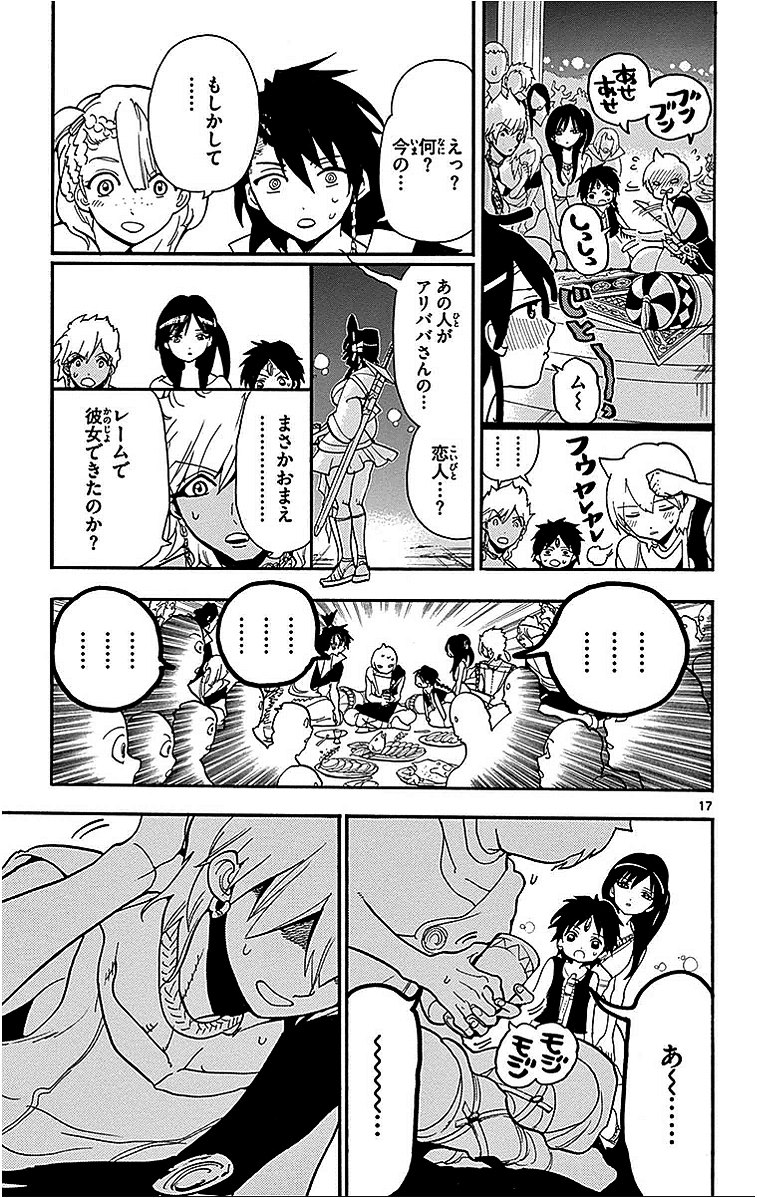 ブンブン
あせ
あせ
しっしっ
じと〜〜っ
ム〜
フゥヤレヤレ
……
えっ?
何?
今の…
もしかして
……
あの人が
アリババさんの…
恋人…?
まさかおまえ
………
レームで
彼女できたのか?
………
………
………
………
………
………
17
あ〜……
モジ
モジ
〜〜……